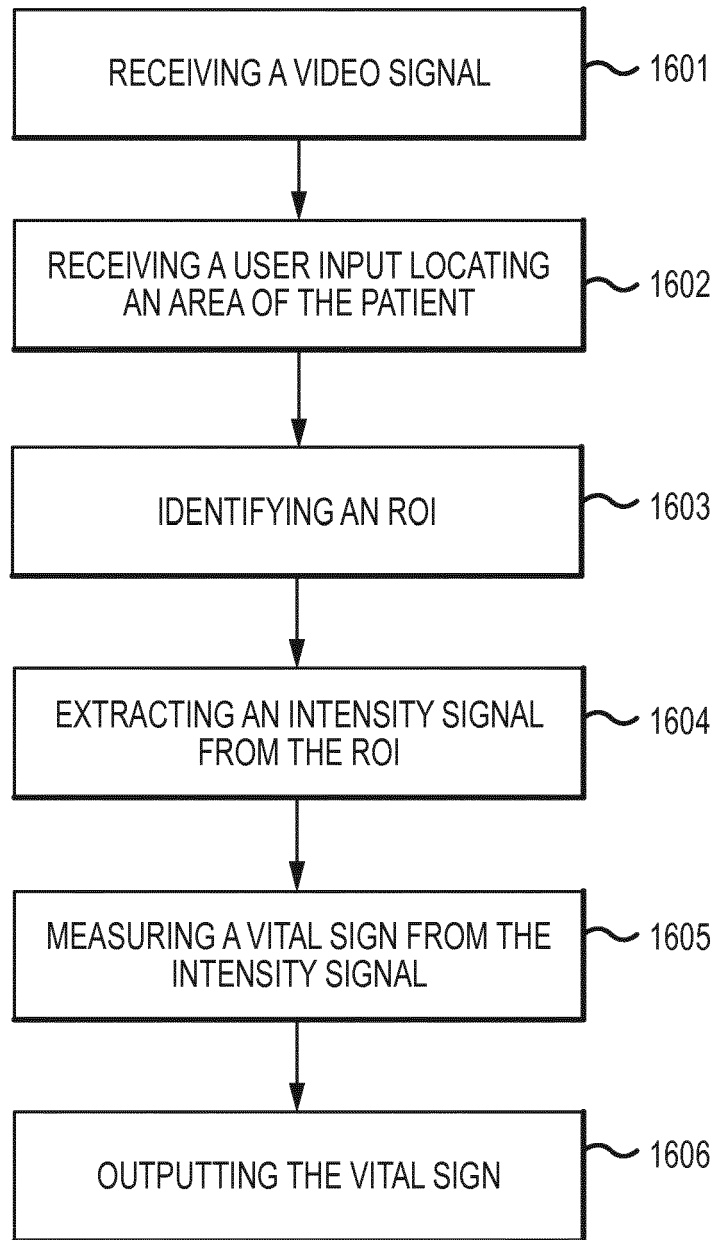 RECEIVING A VIDEO SIGNAL
1601
RECEIVING A USER INPUT LOCATING
AN AREA OF THE PATIENT
1602
IDENTIFYING AN ROI
1603
EXTRACTING AN INTENSITY SIGNAL
FROM THE ROI
1604
MEASURING A VITAL SIGN FROM THE
INTENSITY SIGNAL
1605
OUTPUTTING THE VITAL SIGN
1606